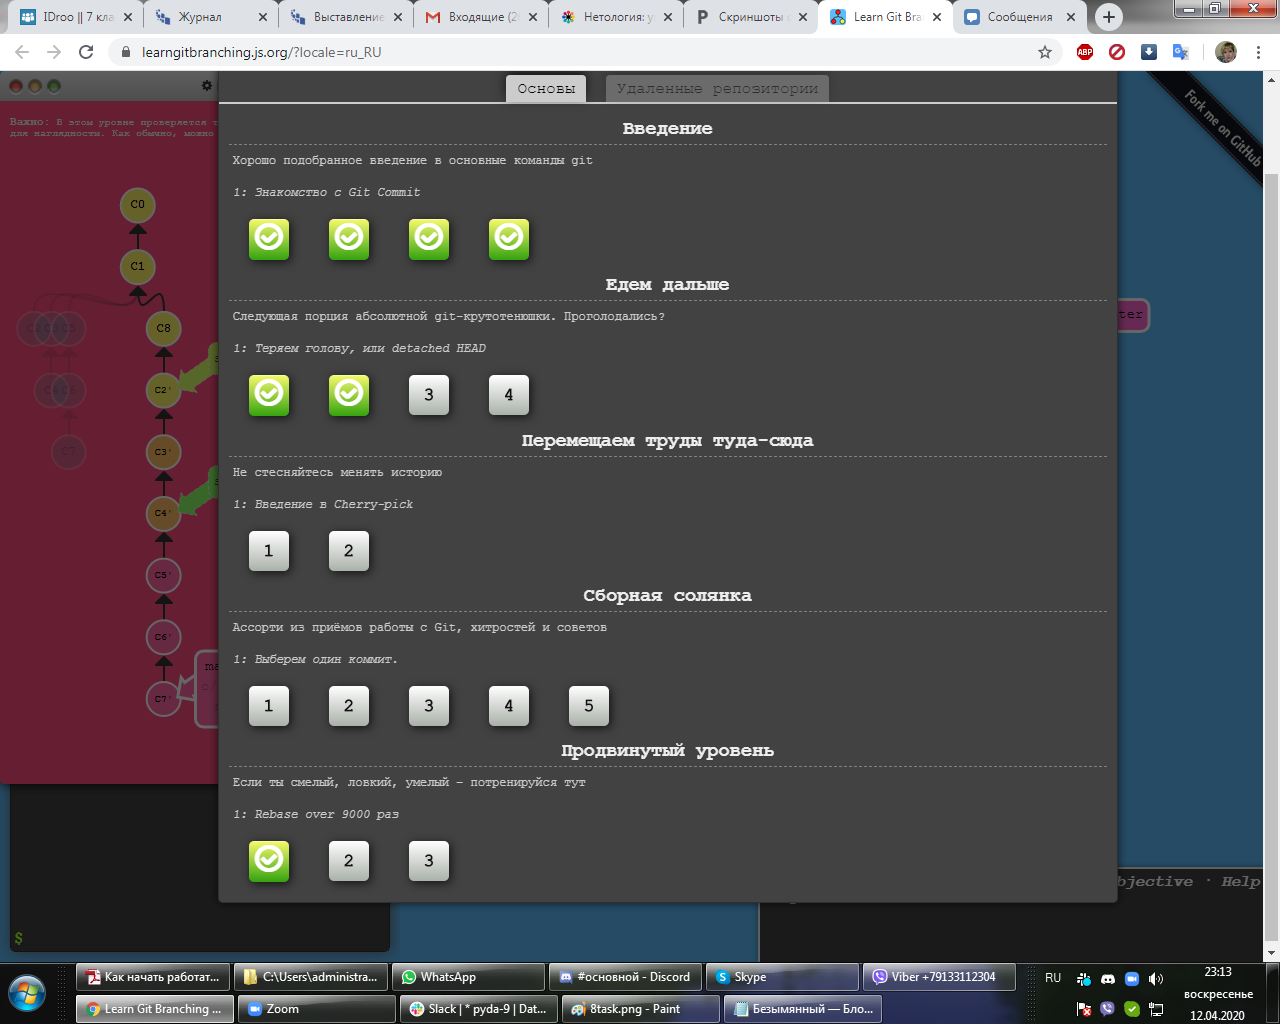 IDroo || 7 кла
Журнал
Выставление
Входящие (2
Нетология: у
Скриншоты
Learn Git Bra
Сообщения
learngitbranching.js.org/?locale=ru_RU
ABP
Основы
Удаленные репозитории
Fork me on GitHub
Важно: В этом уровне проверяется т
для наглядности. Как обычно, можно
Введение
Хорошо подобранное введение в основные команды git
1: Знакомство с Git Commit
Едем дальше
Следующая порция абсолютной git-крутотенюшки. Проголодались?
1: Теряем голову, или detached HEAD
3
4
Перемещаем труды туда-сюда
Не стесняйтесь менять историю
1: Введение в Cherry-pick
1
2
Сборная солянка
Ассорти из приёмов работы с Git, хитростей и советов
1: Выберем один коммит.
1
2
3
4
5
Продвинутый уровень
Если ты смелый, ловкий, умелый - потренируйся тут
1: Rebase over 9000 раз
2
3
C0
C1
C8
C2'
C3'
C4'
C5'
C6'
C7'
C7
ma
ter
bjective · Help
$
Как начать работат...
C:\Users\administra...
WhatsApp
#основной - Discord
Skype
Viber +79133112304
Learn Git Branching ...
Zoom
Slack | * pyda-9 | Dat...
8task.png - Paint
Безымянный — Бло...
RU
23:13
воскресенье
12.04.2020